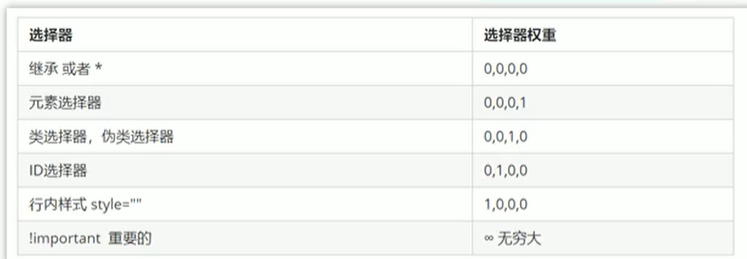 选择器 选择器权重
继承 或者 * 0,0,0,0
元素选择器 0,0,0,1
类选择器，伪类选择器 0,0,1,0
ID选择器 0,1,0,0
行内样式 style="" 1,0,0,0
!important 重要的 ∞ 无穷大